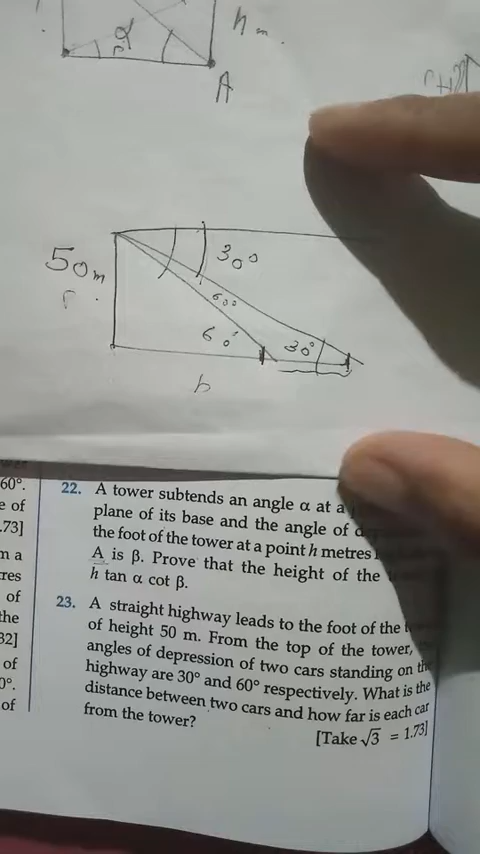 h m.
α
A
50m
30°
60°
60°
30°
b
60°.
e of
.73]
m a
res
of
the
32]
of
0°.
of
22. A tower subtends an angle α at a
plane of its base and the angle of
the foot of the tower at a point h metres
A is β. Prove that the height of the
h tan α cot β.
23. A straight highway leads to the foot of the
of height 50 m. From the top of the tower,
angles of depression of two cars standing on the
highway are 30° and 60° respectively. What is the
distance between two cars and how far is each car
from the tower?
[Take √3 = 1.73]